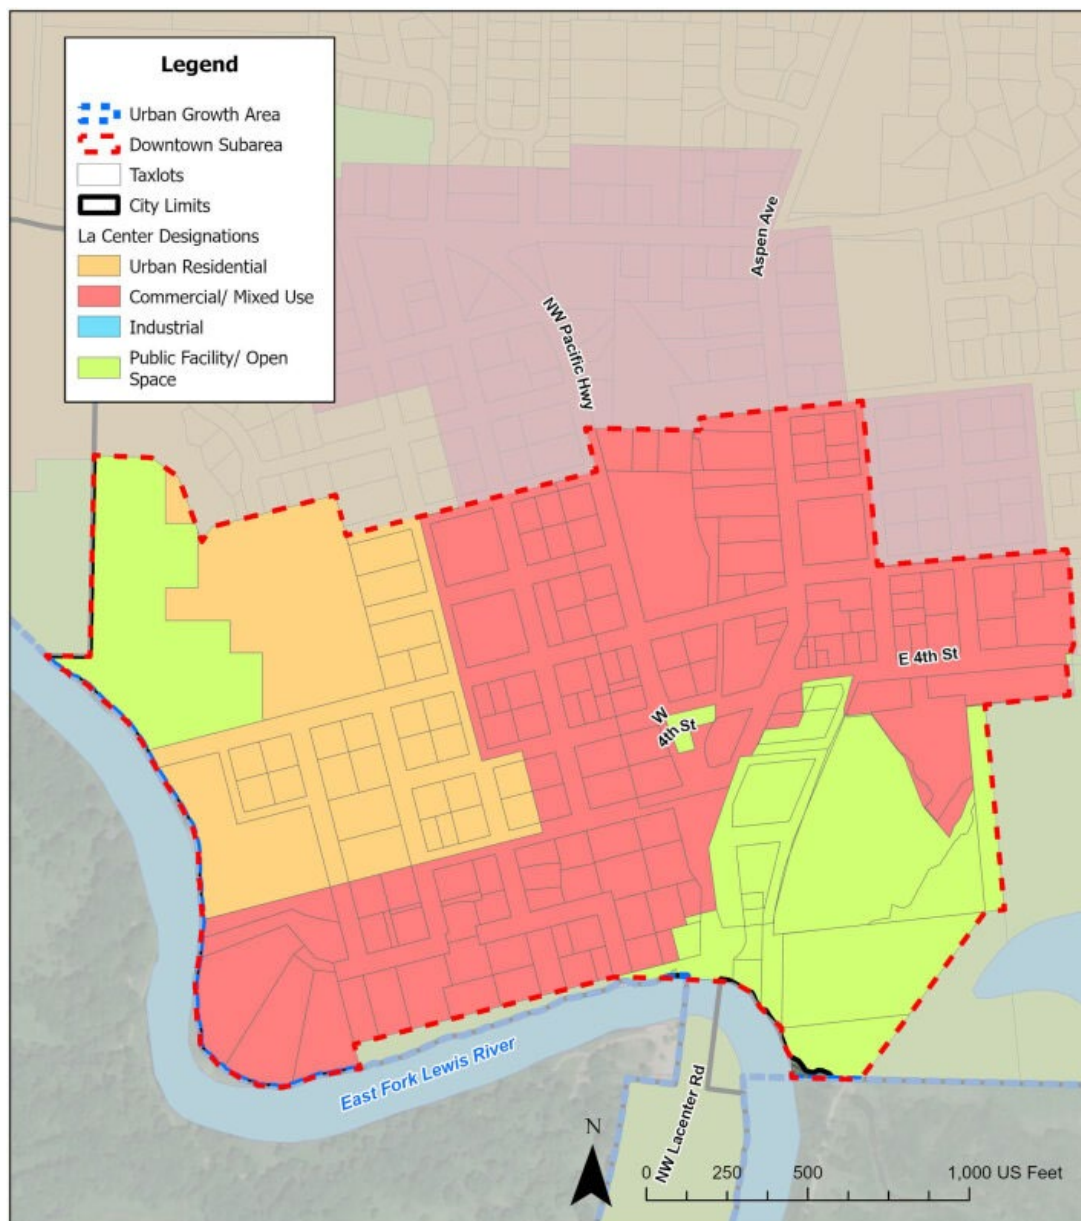 Legend
Urban Growth Area
Downtown Subarea
Taxlots
City Limits
La Center Designations
Urban Residential
Commercial/ Mixed Use
Industrial
Public Facility/ Open
Space
Aspen Ave
NW Pacific Hwy
E 4th St
W
4th St
East Fork Lewis River
NW Lacenter Rd
N
0 250 500 1,000 US Feet